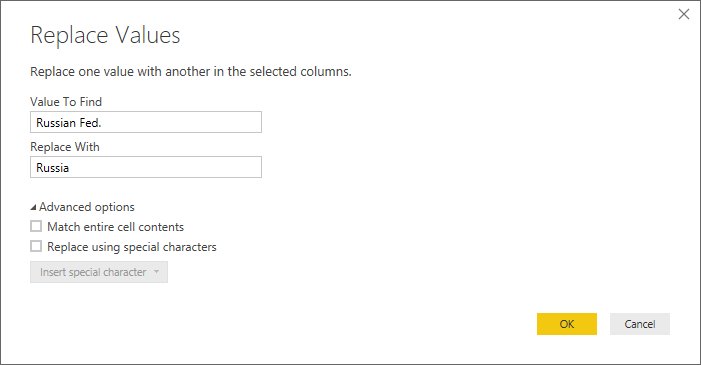 Replace Values
Replace one value with another in the selected columns.
Value To Find
Russian Fed.
Replace With
Russia
Advanced options
Match entire cell contents
Replace using special characters
Insert special character
OK Cancel